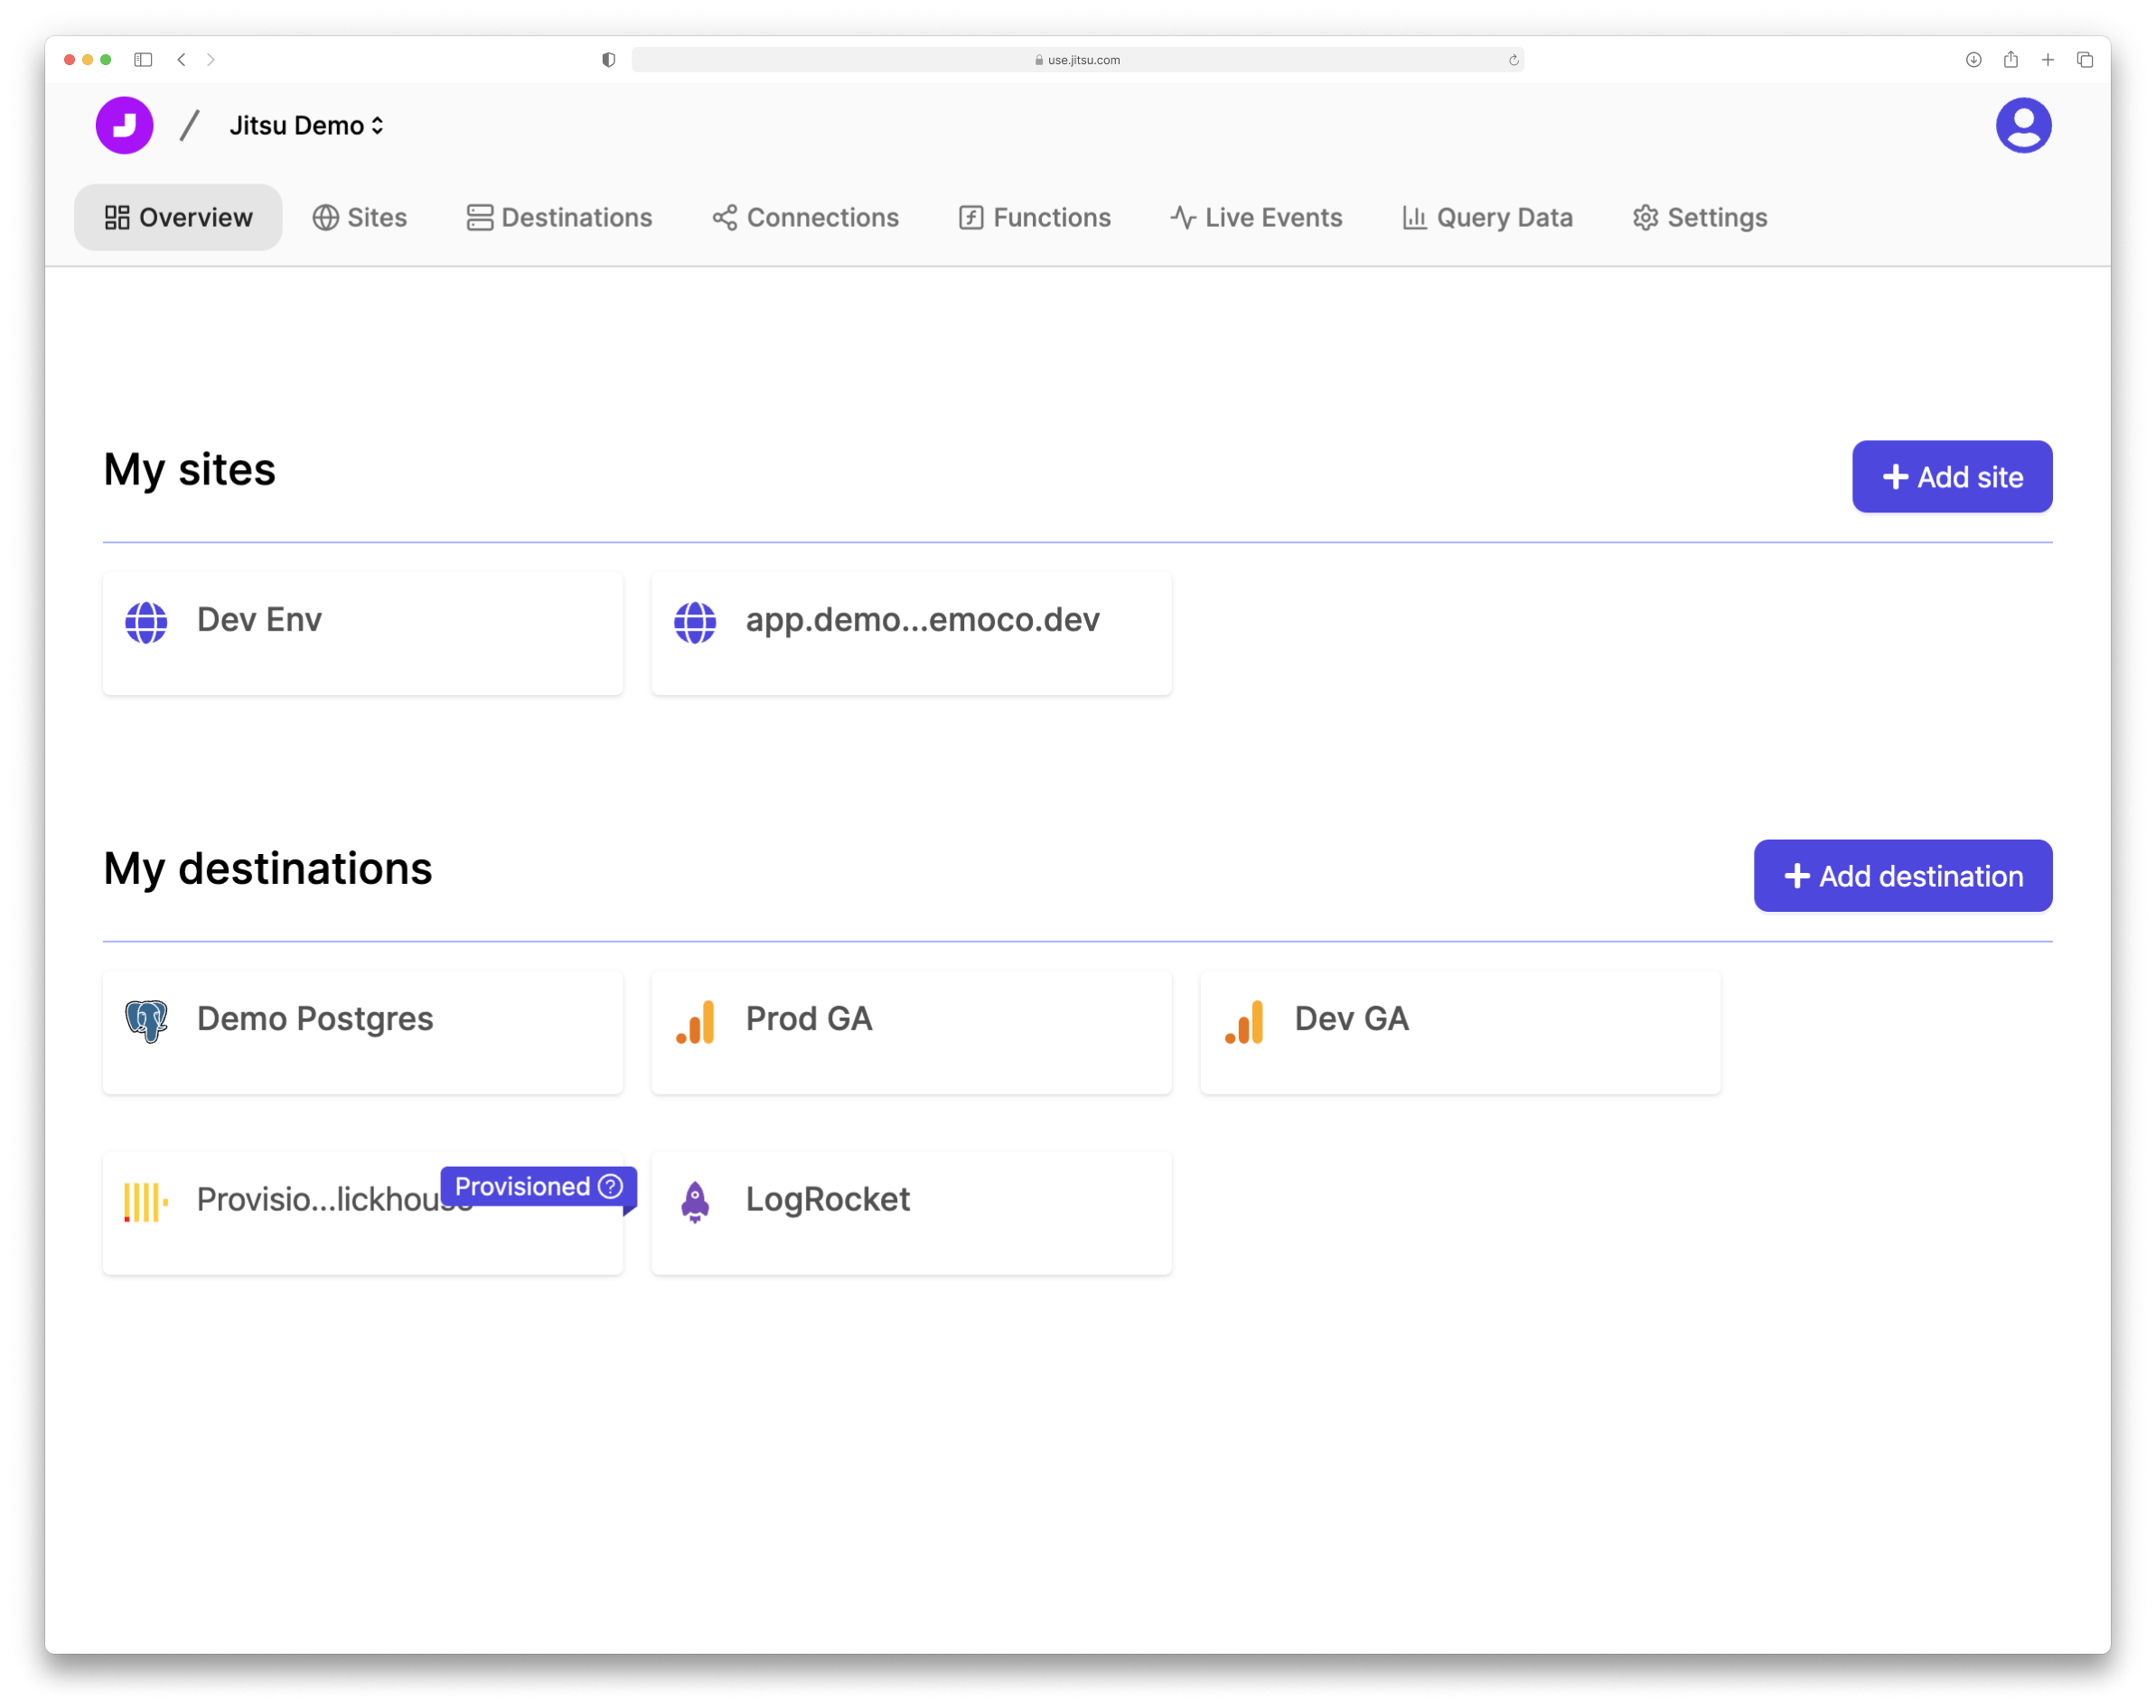 use.jitsu.com
/ Jitsu Demo
Overview Sites Destinations Connections Functions Live Events Query Data Settings
My sites
+ Add site
Dev Env
app.demo...emoco.dev
My destinations
+ Add destination
Demo Postgres
Prod GA
Dev GA
Provisio...lickhouse
Provisioned ?
LogRocket